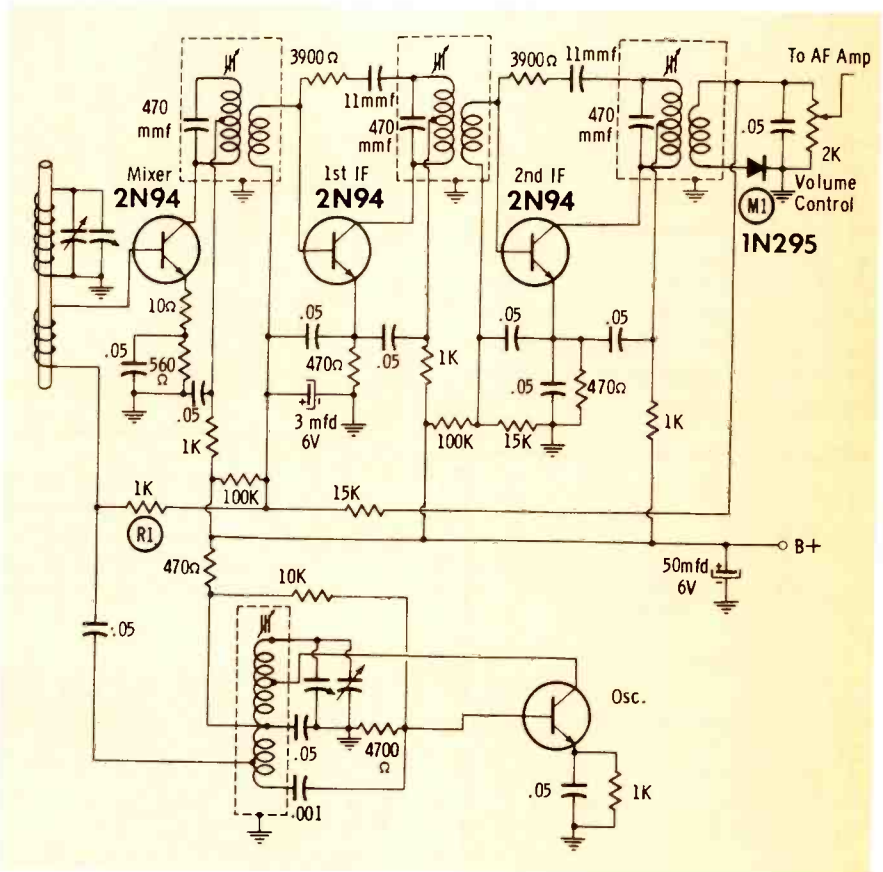 3900 Ω
11mmf
3900 Ω
11mmf
To AF Amp
470
mmf
470
mmf
470
mmf
.05
2K
Volume
Control
Mixer
2N94
1st IF
2N94
2nd IF
2N94
M1
1N295
10Ω
.05
560
Ω
.05
.05
470Ω
.05
1K
.05
.05
.05
470Ω
1K
3 mfd
6V
100K
15K
1K
100K
1K
R1
15K
B+
50mfd
6V
470Ω
10K
.05
Osc.
.05
4700
Ω
.001
.05
1K